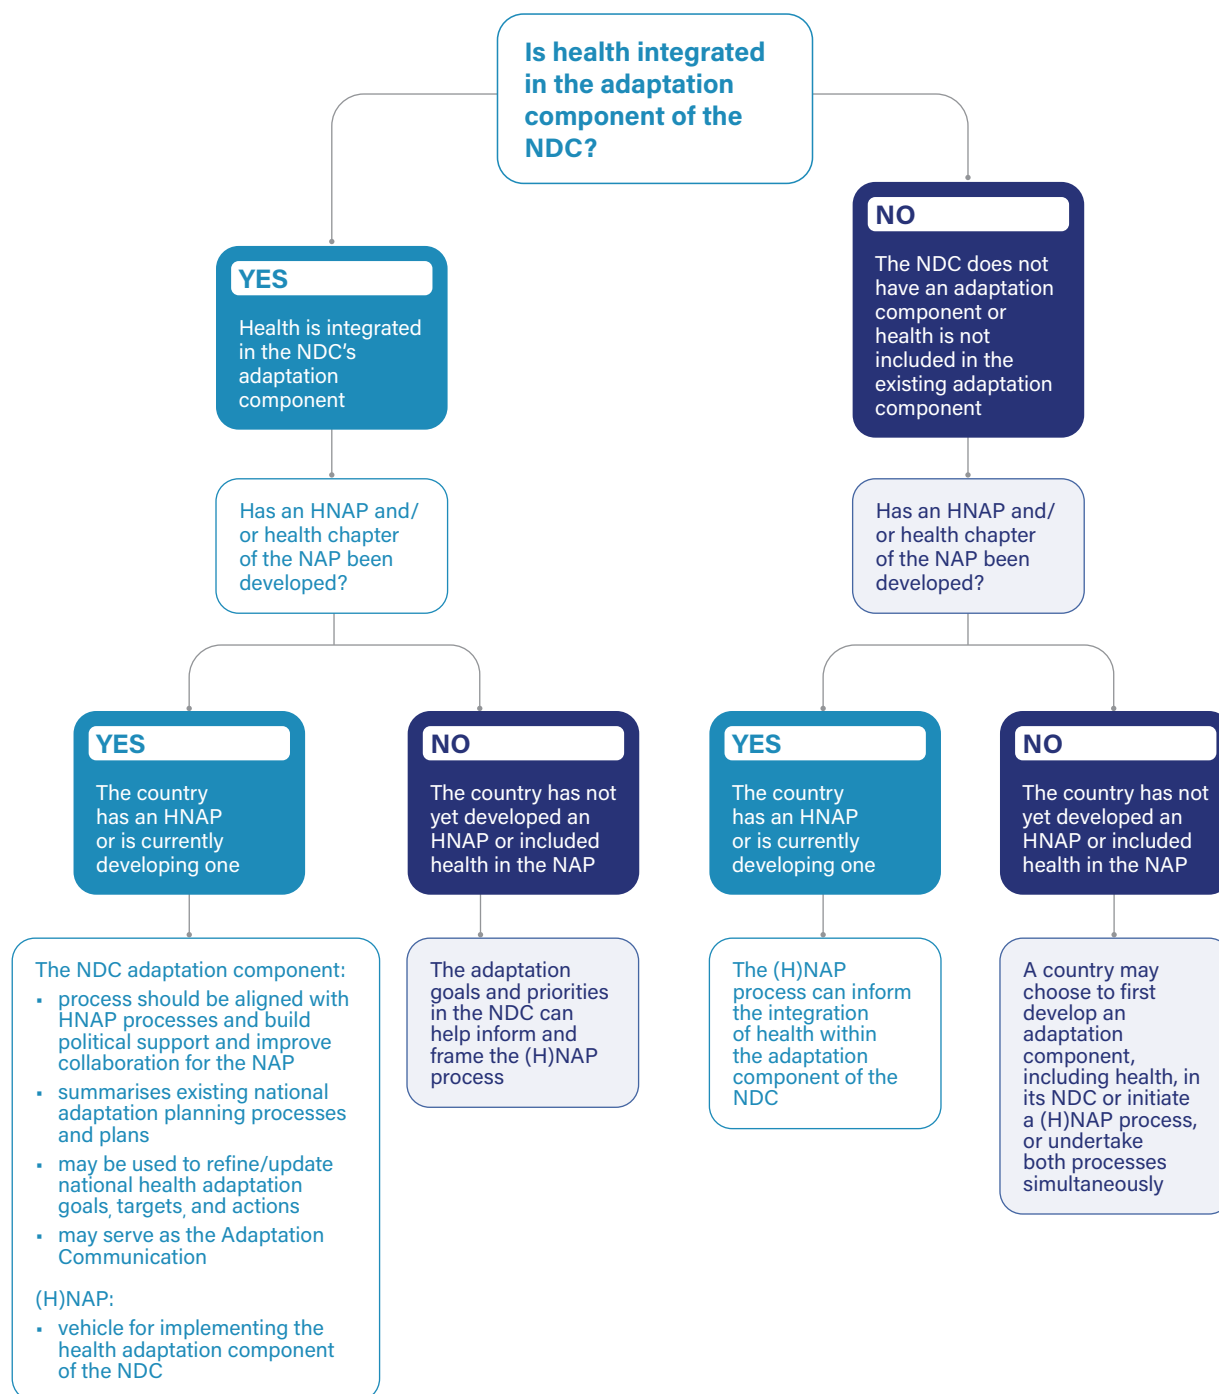 Is health integrated
in the adaptation
component of the
NDC?
YES
Health is integrated
in the NDC's
adaptation
component
NO
The NDC does not
have an adaptation
component or
health is not
included in the
existing adaptation
component
Has an HNAP and/
or health chapter
of the NAP been
developed?
Has an HNAP and/
or health chapter
of the NAP been
developed?
YES
The country
has an HNAP
or is currently
developing one
NO
The country has not
yet developed an
HNAP or included
health in the NAP
YES
The country
has an HNAP
or is currently
developing one
NO
The country has not
yet developed an
HNAP or included
health in the NAP
The NDC adaptation component:
▪ process should be aligned with
HNAP processes and build
political support and improve
collaboration for the NAP
▪ summarises existing national
adaptation planning processes
and plans
▪ may be used to refine/update
national health adaptation
goals, targets, and actions
▪ may serve as the Adaptation
Communication
(H)NAP:
▪ vehicle for implementing the
health adaptation component
of the NDC
The adaptation
goals and priorities
in the NDC can
help inform and
frame the (H)NAP
process
The (H)NAP
process can inform
the integration
of health within
the adaptation
component of the
NDC
A country may
choose to first
develop an
adaptation
component,
including health, in
its NDC or initiate
a (H)NAP process,
or undertake
both processes
simultaneously